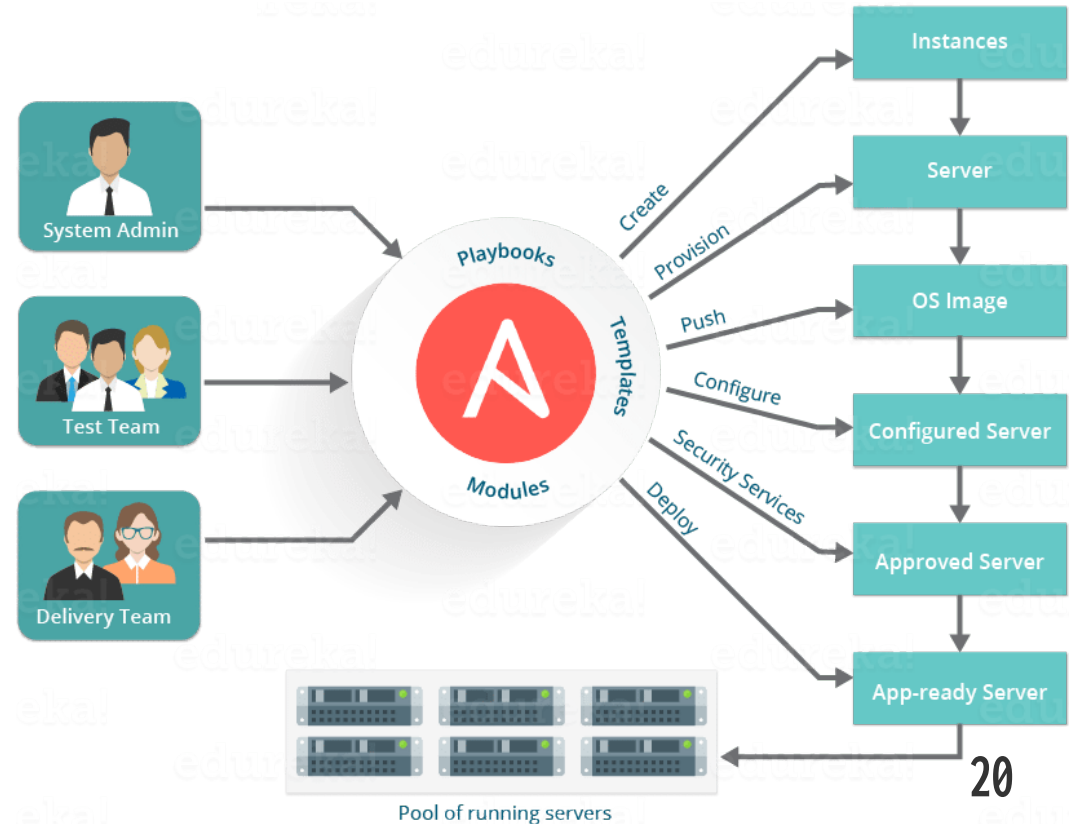 System Admin
Test Team
Delivery Team
Playbooks
Templates
Modules
Create
Provision
Push
Configure
Security Services
Deploy
Instances
Server
OS Image
Configured Server
Approved Server
App-ready Server
20
Pool of running servers
edureka!